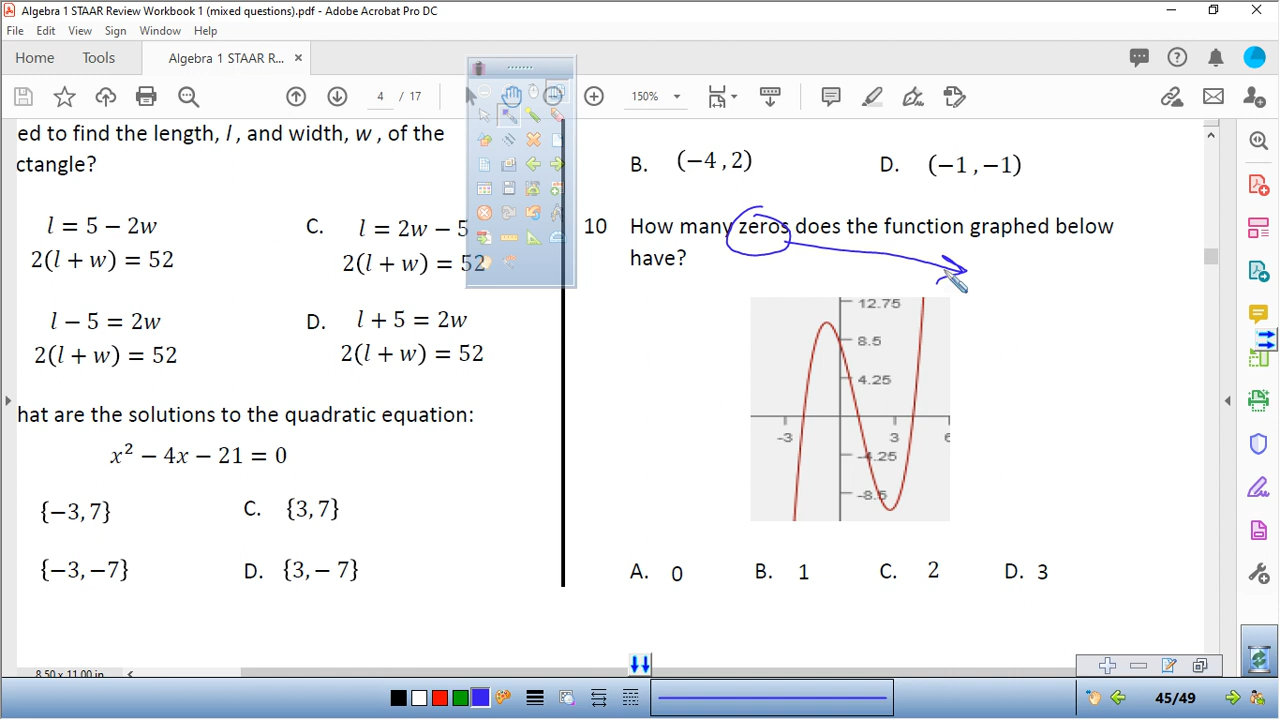 Algebra 1 STAAR Review Workbook 1 (mixed questions).pdf - Adobe Acrobat Pro DC
File Edit View Sign Window Help
Home Tools Algebra 1 STAAR R... ×
4 / 17 150%
ed to find the length, l , and width, w , of the
ctangle?
l = 5 − 2w
2(l + w) = 52
C. l = 2w − 5
2(l + w) = 52
l − 5 = 2w
2(l + w) = 52
D. l + 5 = 2w
2(l + w) = 52
hat are the solutions to the quadratic equation:
x² − 4x − 21 = 0
{−3, 7} C. {3, 7}
{−3, −7} D. {3, − 7}
8.50 x 11.00 in
B. (−4 , 2) D. (−1 , −1)
10 How many zeros does the function graphed below
have?
12.75
8.5
4.25
-3 3 6
-4.25
-8.5
A. 0 B. 1 C. 2 D. 3
45/49